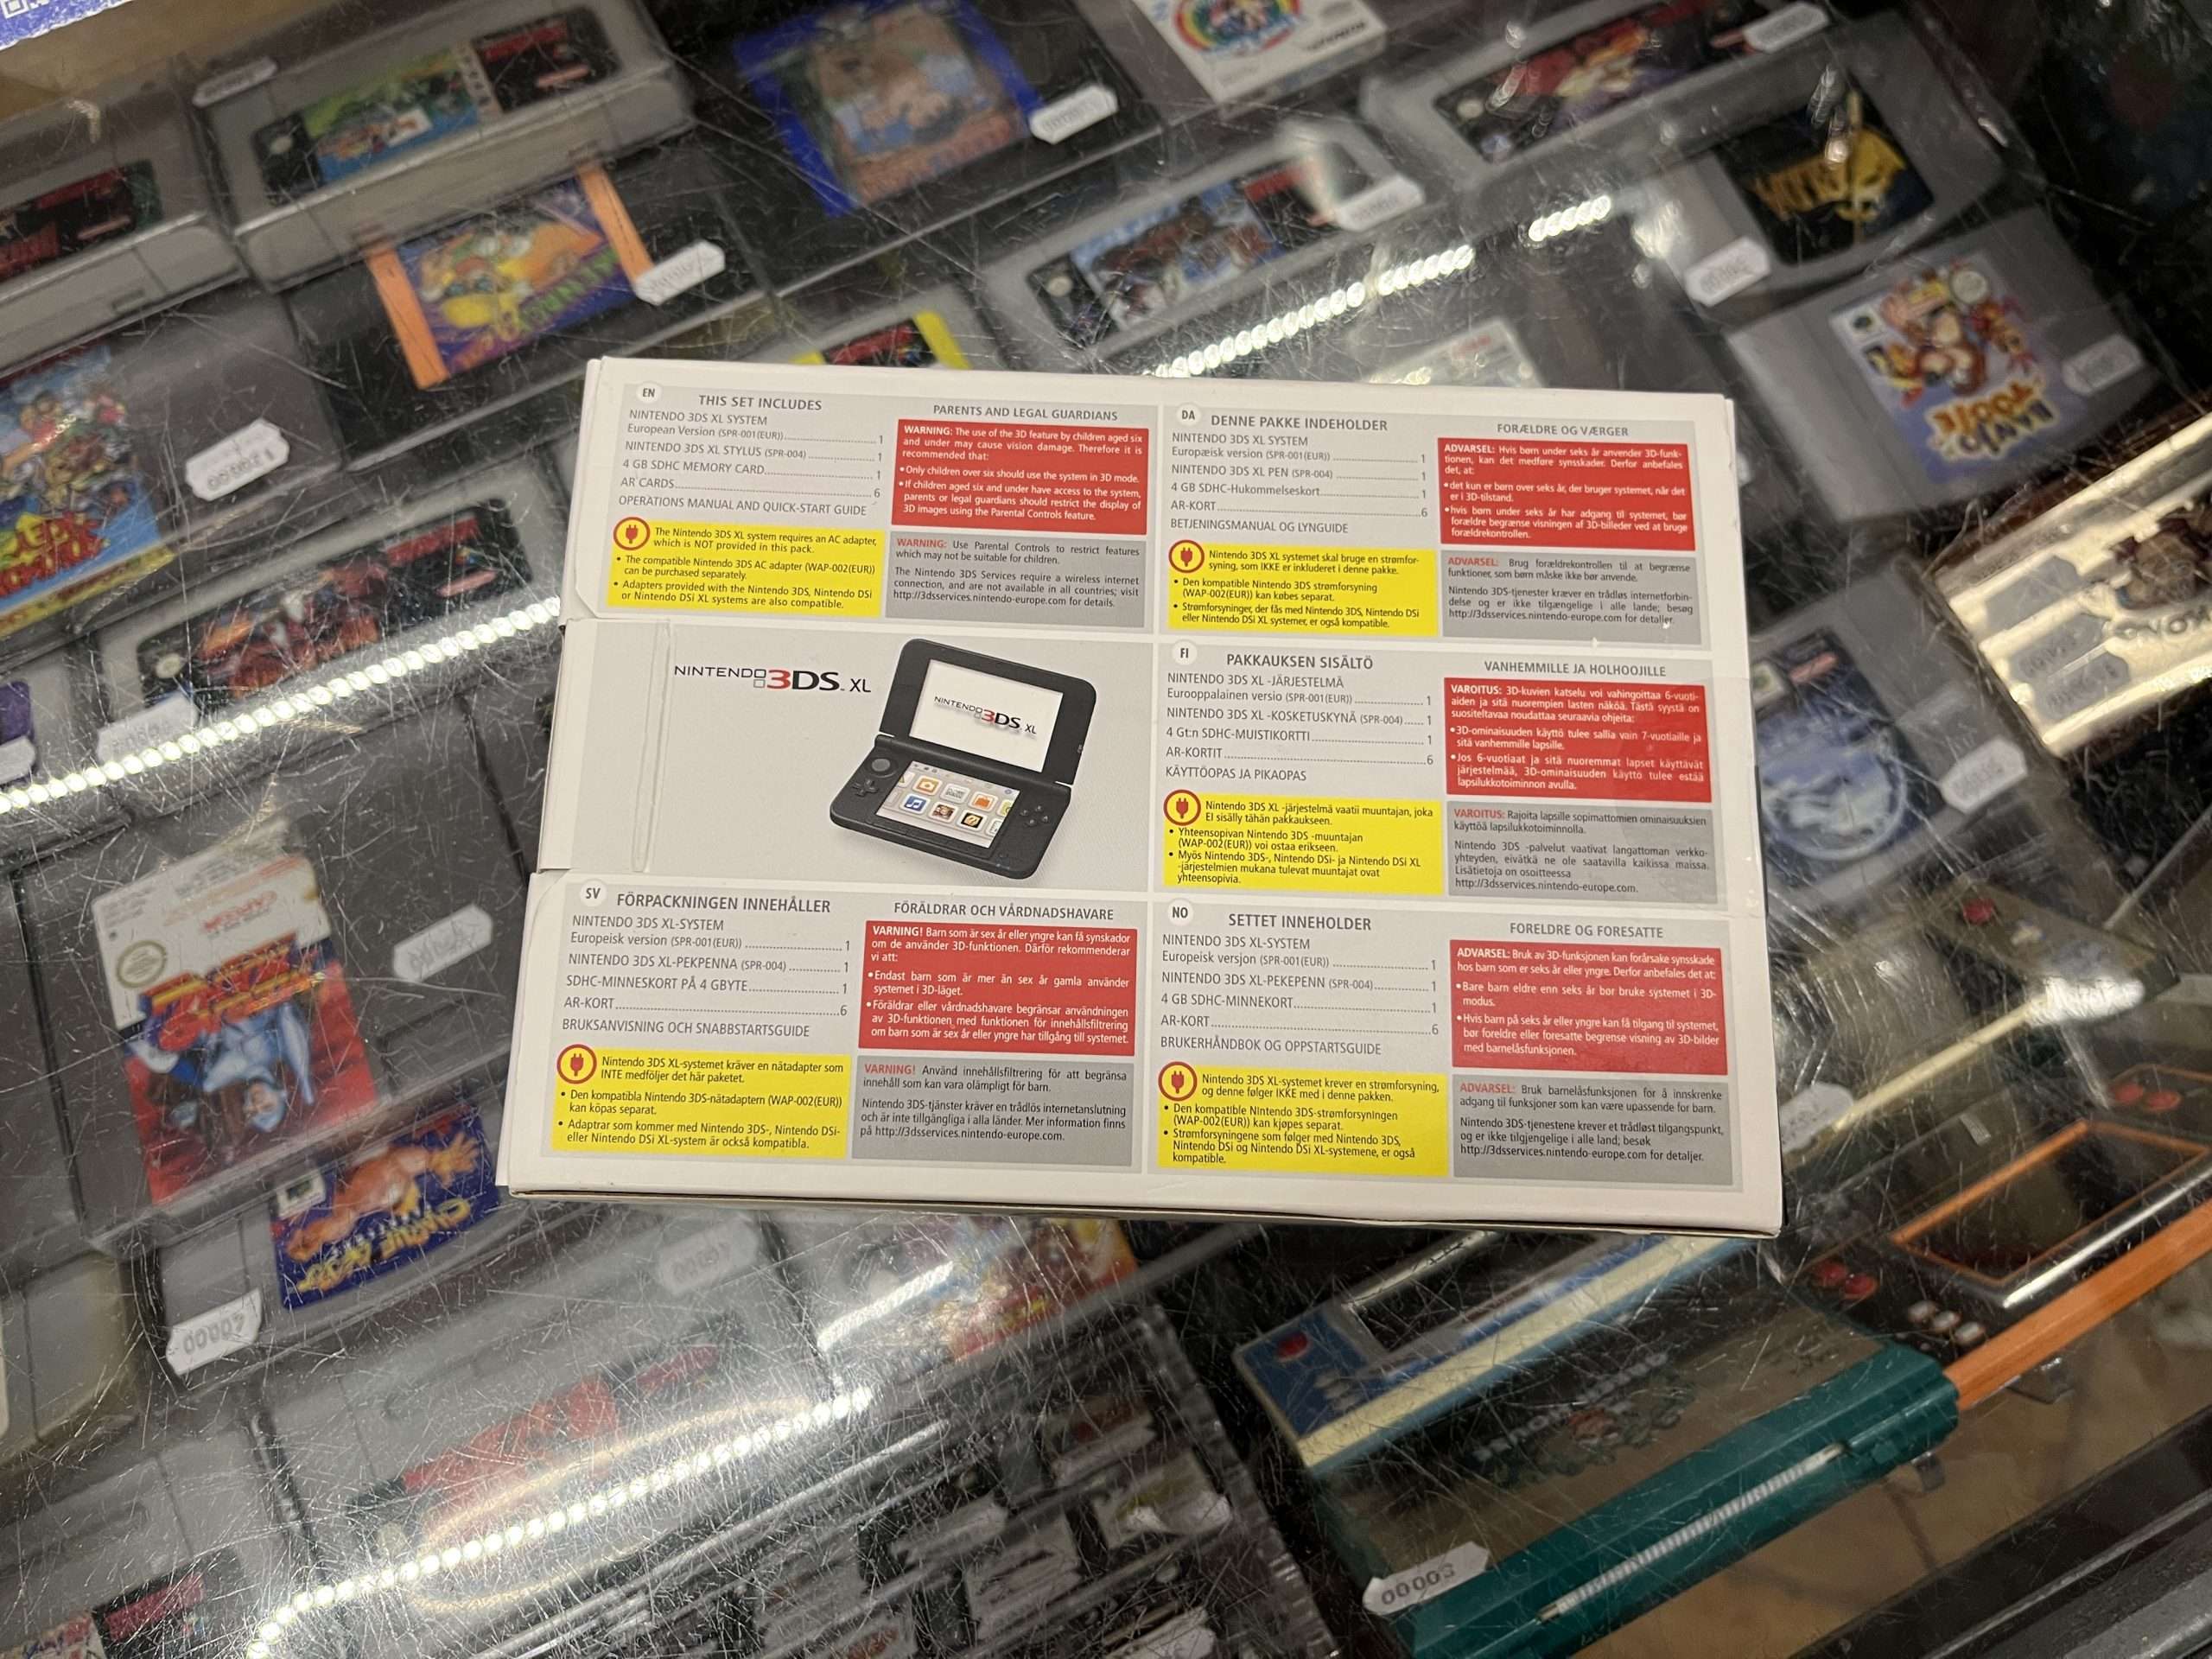 EN
THIS SET INCLUDES
NINTENDO 3DS XL SYSTEM
European Version (SPR-001(EUR)) 1
NINTENDO 3DS XL STYLUS (SPR-004) 1
4 GB SDHC MEMORY CARD 1
AR CARDS 6
OPERATIONS MANUAL AND QUICK-START GUIDE
The Nintendo 3DS XL system requires an AC adapter,
which is NOT provided in this pack.
• The compatible Nintendo 3DS AC adapter (WAP-002(EUR))
can be purchased separately.
• Adapters provided with the Nintendo 3DS, Nintendo DSi
or Nintendo DSi XL systems are also compatible.
PARENTS AND LEGAL GUARDIANS
WARNING: The use of the 3D feature by children aged six
and under may cause vision damage. Therefore it is
recommended that:
• Only children over six should use the system in 3D mode.
• If children aged six and under have access to the system,
parents or legal guardians should restrict the display of
3D images using the Parental Controls feature.
WARNING: Use Parental Controls to restrict features
which may not be suitable for children.
The Nintendo 3DS Services require a wireless internet
connection, and are not available in all countries; visit
http://3dsservices.nintendo-europe.com for details.
DA
DENNE PAKKE INDEHOLDER
NINTENDO 3DS XL SYSTEM
Europæisk version (SPR-001(EUR)) 1
NINTENDO 3DS XL PEN (SPR-004) 1
4 GB SDHC-Hukommelseskort 1
AR-KORT 6
BETJENINGSMANUAL OG LYNGUIDE
Nintendo 3DS XL systemet skal bruge en strømfor-
syning, som IKKE er inkluderet i denne pakke.
• Den kompatible Nintendo 3DS strømforsyning
(WAP-002(EUR)) kan købes separat.
• Strømforsyninger, der fås med Nintendo 3DS, Nintendo DSi
eller Nintendo DSi XL systemer, er også kompatible.
FORÆLDRE OG VÆRGER
ADVARSEL: Hvis børn under seks år anvender 3D-funk-
tionen, kan det medføre synsskader. Derfor anbefales
det, at:
• det kun er børn over seks år, der bruger systemet, når det
er i 3D-tilstand.
• hvis børn under seks år har adgang til systemet, bør
forældre begrænse visningen af 3D-billeder ved at bruge
forældrekontrollen.
ADVARSEL: Brug forældrekontrollen til at begrænse
funktioner, som børn måske ikke bør anvende.
Nintendo 3DS-tjenester kræver en trådløs internetforbin-
delse og er ikke tilgængelige i alle lande; besøg
http://3dsservices.nintendo-europe.com for detaljer.
NINTENDO 3DS XL
NINTENDO 3DS XL
FI
PAKKAUKSEN SISÄLTÖ
NINTENDO 3DS XL -JÄRJESTELMÄ
Eurooppalainen versio (SPR-001(EUR)) 1
NINTENDO 3DS XL -KOSKETUSKYNÄ (SPR-004) 1
4 Gt:n SDHC-MUISTIKORTTI 1
AR-KORTIT 6
KÄYTTÖOPAS JA PIKAOPAS
Nintendo 3DS XL -järjestelmä vaatii muuntajan, joka
EI sisälly tähän pakkaukseen.
• Yhteensopivan Nintendo 3DS -muuntajan
(WAP-002(EUR)) voi ostaa erikseen.
• Myös Nintendo 3DS-, Nintendo DSi- ja Nintendo DSi XL
-järjestelmien mukana tulevat muuntajat ovat
yhteensopivia.
VANHEMMILLE JA HOLHOOJILLE
VAROITUS: 3D-kuvien katselu voi vahingoittaa 6-vuoti-
aiden ja sitä nuorempien lasten näköä. Tästä syystä on
suositeltavaa noudattaa seuraavia ohjeita:
• 3D-ominaisuuden käyttö tulee sallia vain 7-vuotiaille ja
sitä vanhemmille lapsille.
• Jos 6-vuotiaat ja sitä nuoremmat lapset käyttävät
järjestelmää, 3D-ominaisuuden käyttö tulee estää
lapsilukkotoiminnon avulla.
VAROITUS: Rajoita lapsille sopimattomien ominaisuuksien
käyttöä lapsilukkotoiminnolla.
Nintendo 3DS -palvelut vaativat langattoman verkko-
yhteyden, eivätkä ne ole saatavilla kaikissa maissa.
Lisätietoja on osoitteessa
http://3dsservices.nintendo-europe.com.
SV
FÖRPACKNINGEN INNEHÅLLER
NINTENDO 3DS XL-SYSTEM
Europeisk version (SPR-001(EUR)) 1
NINTENDO 3DS XL-PEKPENNA (SPR-004) 1
SDHC-MINNESKORT PÅ 4 GBYTE 1
AR-KORT 6
BRUKSANVISNING OCH SNABBSTARTSGUIDE
Nintendo 3DS XL-systemet kräver en nätadapter som
INTE medföljer det här paketet.
• Den kompatibla Nintendo 3DS-nätadaptern (WAP-002(EUR))
kan köpas separat.
• Adaptrar som kommer med Nintendo 3DS-, Nintendo DSi-
eller Nintendo DSi XL-system är också kompatibla.
FÖRÄLDRAR OCH VÅRDNADSHAVARE
VARNING! Barn som är sex år eller yngre kan få synskador
om de använder 3D-funktionen. Därför rekommenderar
vi att:
• Endast barn som är mer än sex år gamla använder
systemet i 3D-läget.
• Föräldrar eller vårdnadshavare begränsar användningen
av 3D-funktionen med funktionen för innehållsfiltrering
om barn som är sex år eller yngre har tillgång till systemet.
VARNING! Använd innehållsfiltrering för att begränsa
innehåll som kan vara olämpligt för barn.
Nintendo 3DS-tjänster kräver en trådlös internetanslutning
och är inte tillgängliga i alla länder. Mer information finns
på http://3dsservices.nintendo-europe.com.
NO
SETTET INNEHOLDER
NINTENDO 3DS XL-SYSTEM
Europeisk versjon (SPR-001(EUR)) 1
NINTENDO 3DS XL-PEKEPENN (SPR-004) 1
4 GB SDHC-MINNEKORT 1
AR-KORT 6
BRUKERHÅNDBOK OG OPPSTARTSGUIDE
Nintendo 3DS XL-systemet krever en strømforsyning,
og denne følger IKKE med i denne pakken.
• Den kompatible Nintendo 3DS-strømforsyningen
(WAP-002(EUR)) kan kjøpes separat.
• Strømforsyningene som følger med Nintendo 3DS,
Nintendo DSi og Nintendo DSi XL-systemene, er også
kompatible.
FORELDRE OG FORESATTE
ADVARSEL: Bruk av 3D-funksjonen kan forårsake synsskade
hos barn som er seks år eller yngre. Derfor anbefales det at:
• Bare barn eldre enn seks år bør bruke systemet i 3D-
modus.
• Hvis barn på seks år eller yngre kan få tilgang til systemet,
bør foreldre eller foresatte begrense visning av 3D-bilder
med barnelåsfunksjonen.
ADVARSEL: Bruk barnelåsfunksjonen for å innskrenke
adgang til funksjoner som kan være upassende for barn.
Nintendo 3DS-tjenestene krever et trådløst tilgangspunkt,
og er ikke tilgjengelige i alle land; besøk
http://3dsservices.nintendo-europe.com for detaljer.